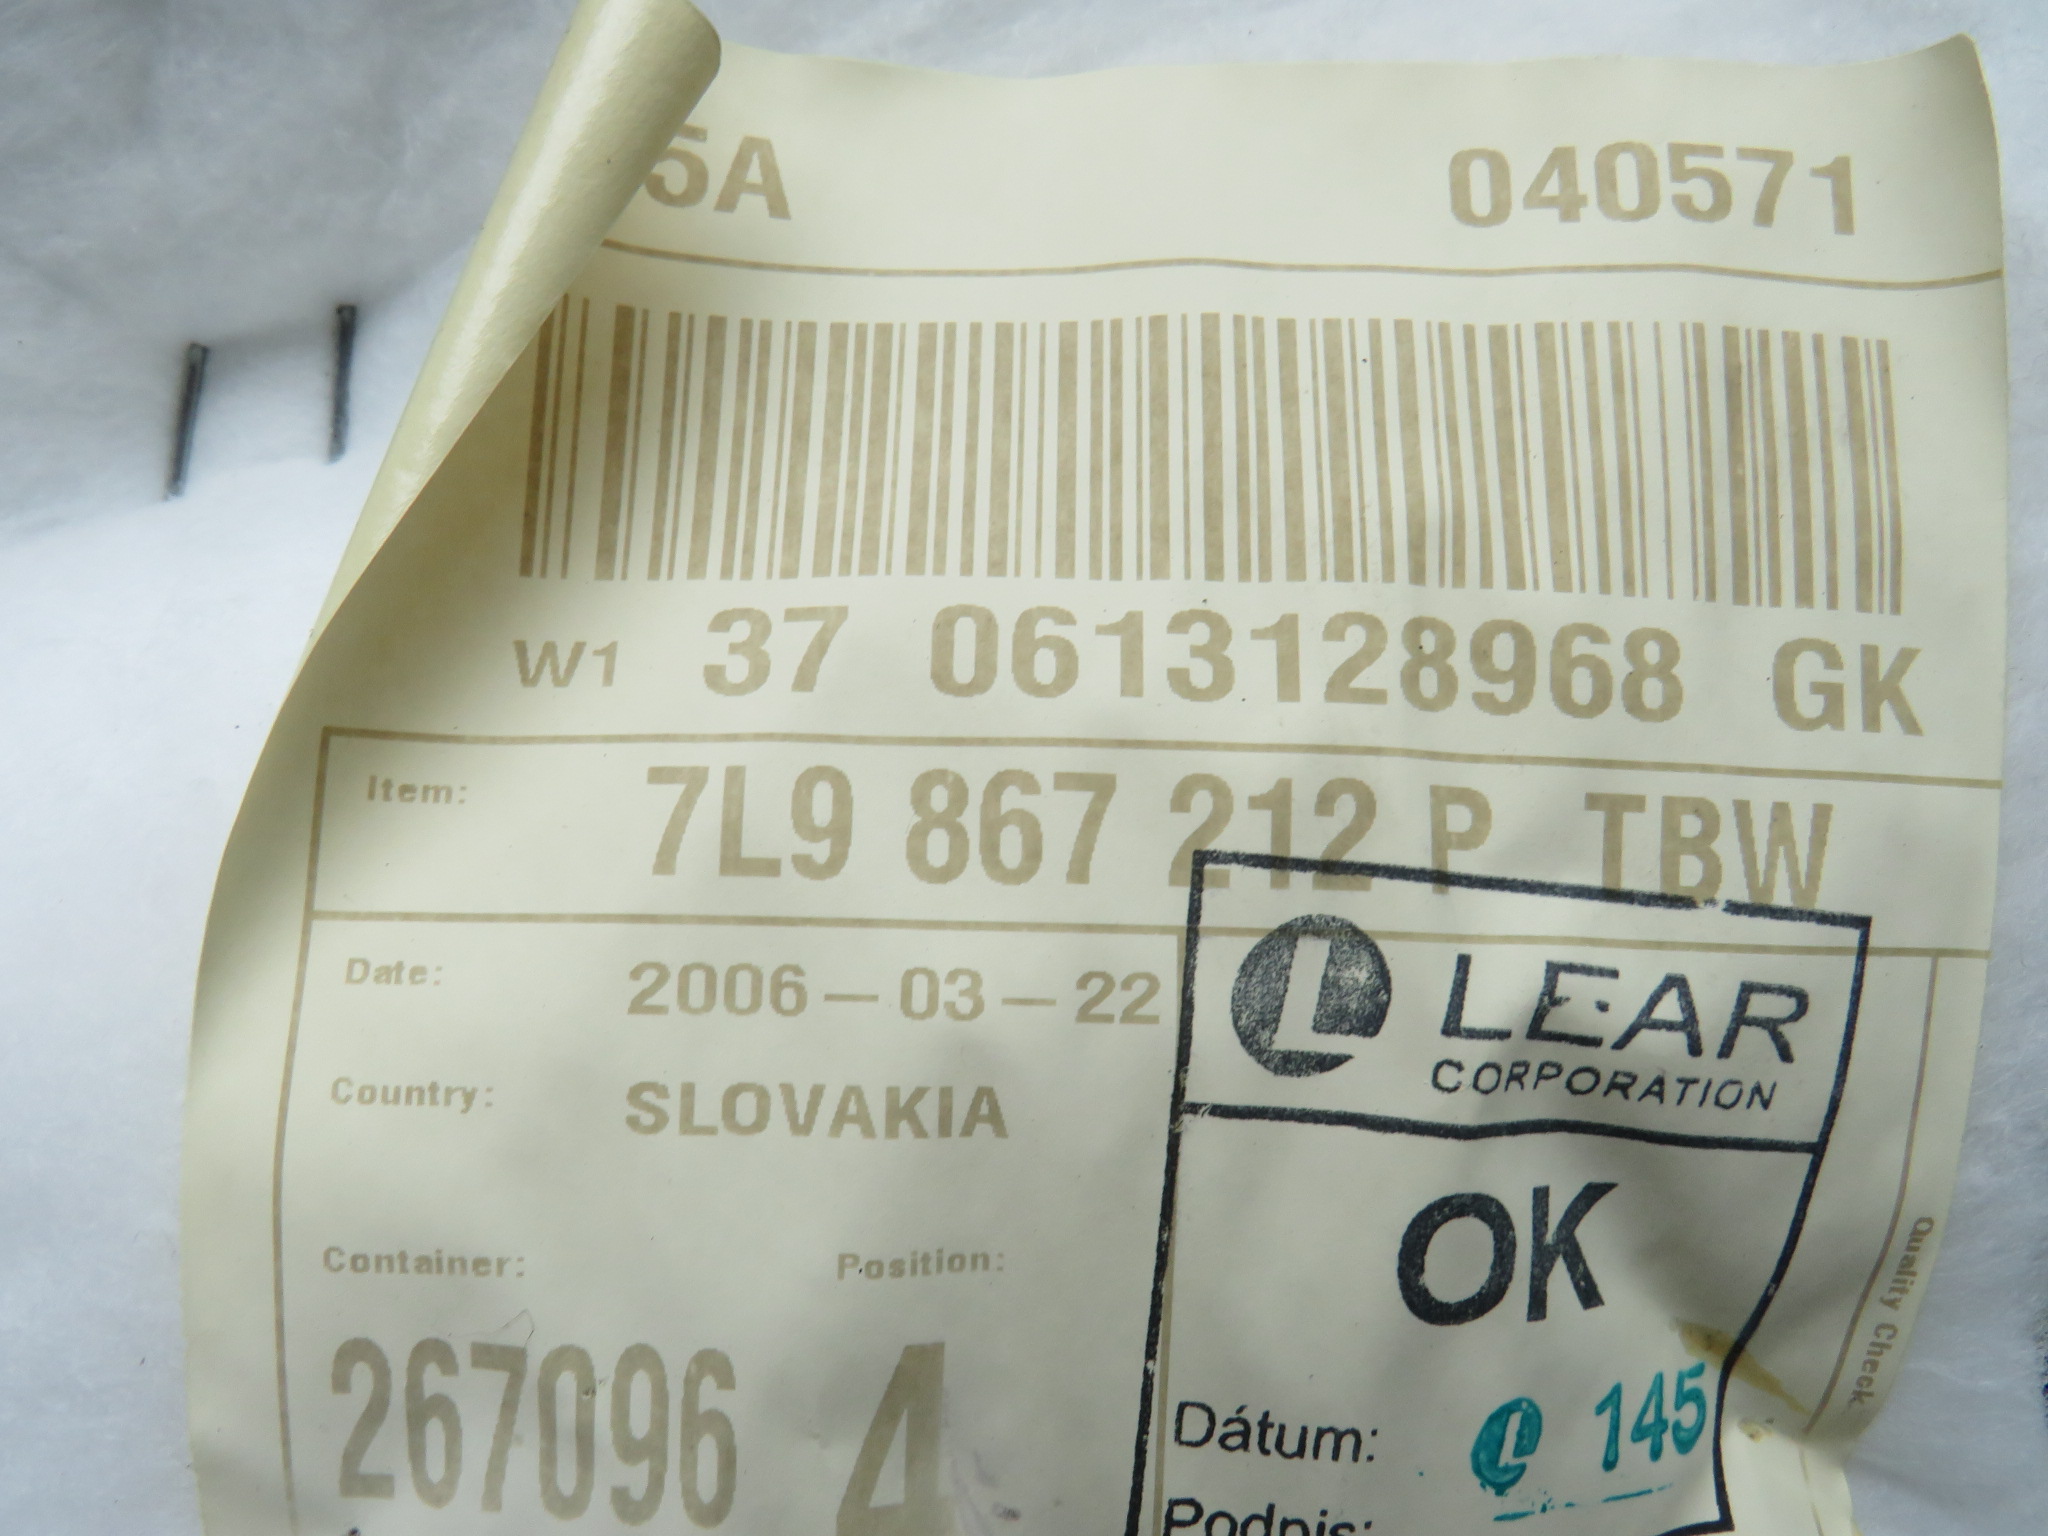 5A 040571
W1 37 0613128968 GK
Item: 7L9 867 212 P TBW
Date: 2006-03-22
Country: SLOVAKIA
Container: Position:
267096 4
LEAR
CORPORATION
OK
Dátum: L 145
Podpis:
Quality Check